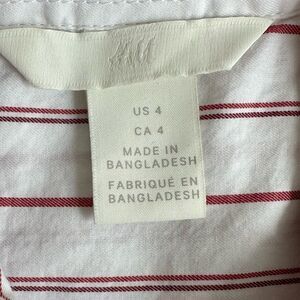 H&M
US 4
CA 4
MADE IN
BANGLADESH
FABRIQUÉ EN
BANGLADESH